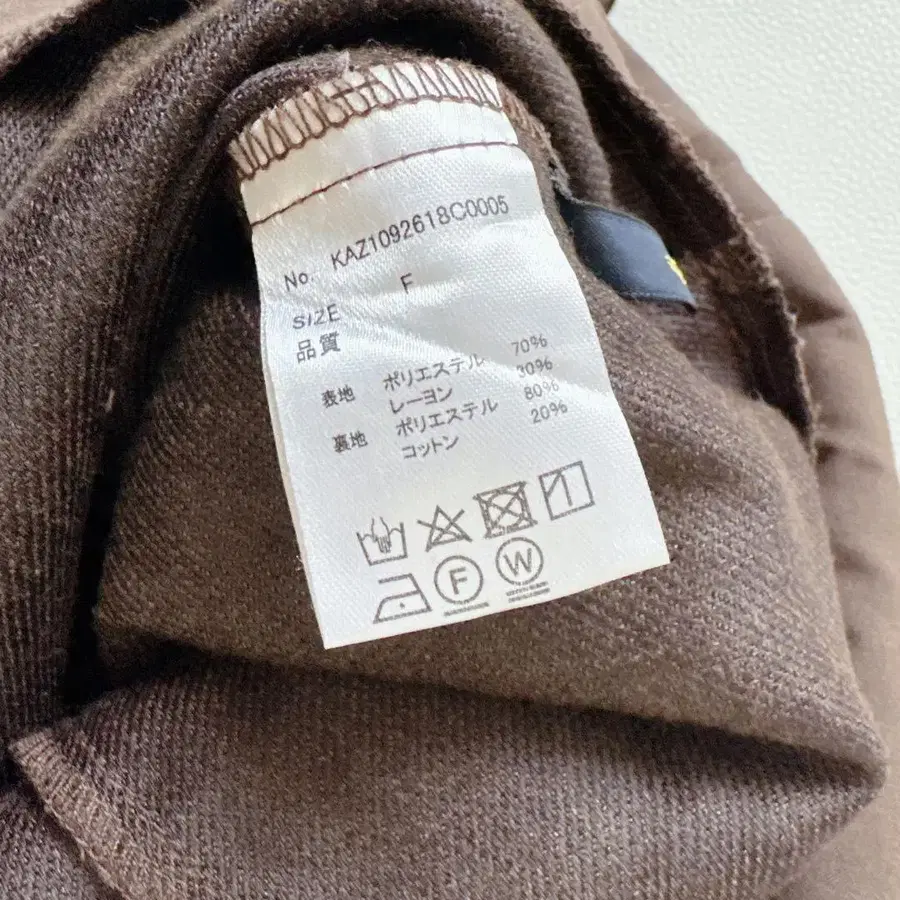 No. KAZ1092618C0005
SIZE F
品質
表地 ポリエステル 70%
レーヨン 30%
裏地 ポリエステル 80%
コットン 20%
F W